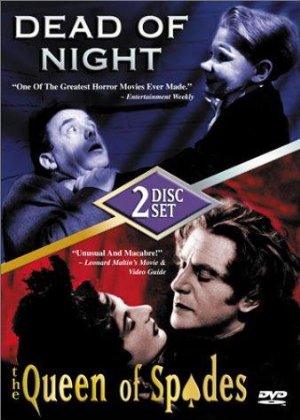 DEAD OF
NIGHT
"One Of The Greatest Horror Movies Ever Made."
~ Entertainment Weekly
2 DISC
SET
"Unusual And Macabre!"
~ Leonard Maltin's Movie &
Video Guide
the Queen of Spades
DVD